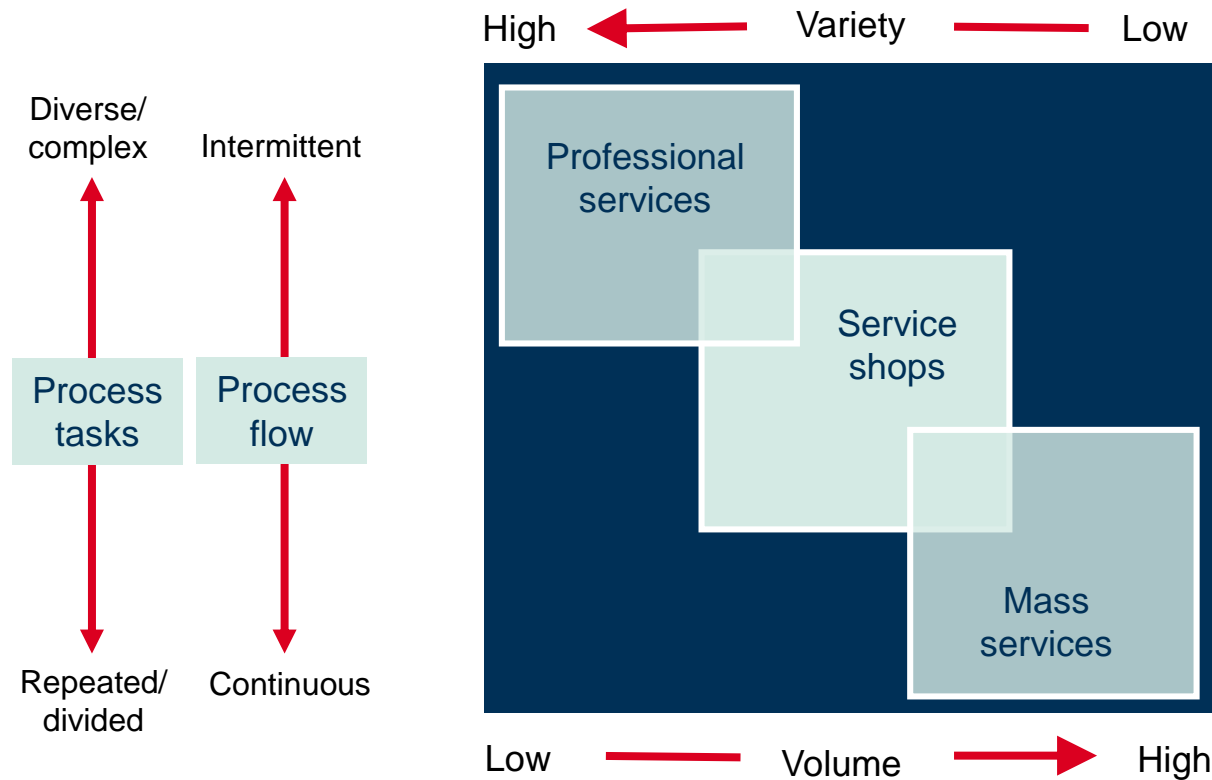 High Variety Low
Diverse/
complex
Intermittent
Professional
services
Service
shops
Process
tasks
Process
flow
Mass
services
Repeated/
divided
Continuous
Low Volume High